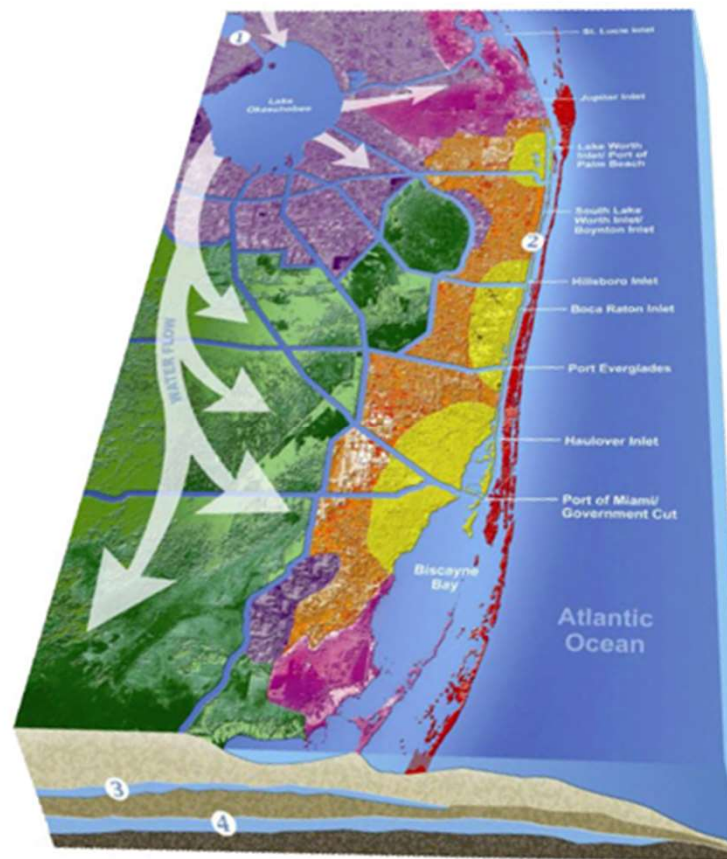 St. Lucie Inlet
1
Lake
Okeechobee
Jupiter Inlet
Lake Worth
Inlet/ Port of
Palm Beach
South Lake
Worth Inlet/
Boynton Inlet
2
Hillsboro Inlet
Boca Raton Inlet
WATER FLOW
Port Everglades
Haulover Inlet
Port of Miami/
Government Cut
Biscayne
Bay
Atlantic
Ocean
3
4